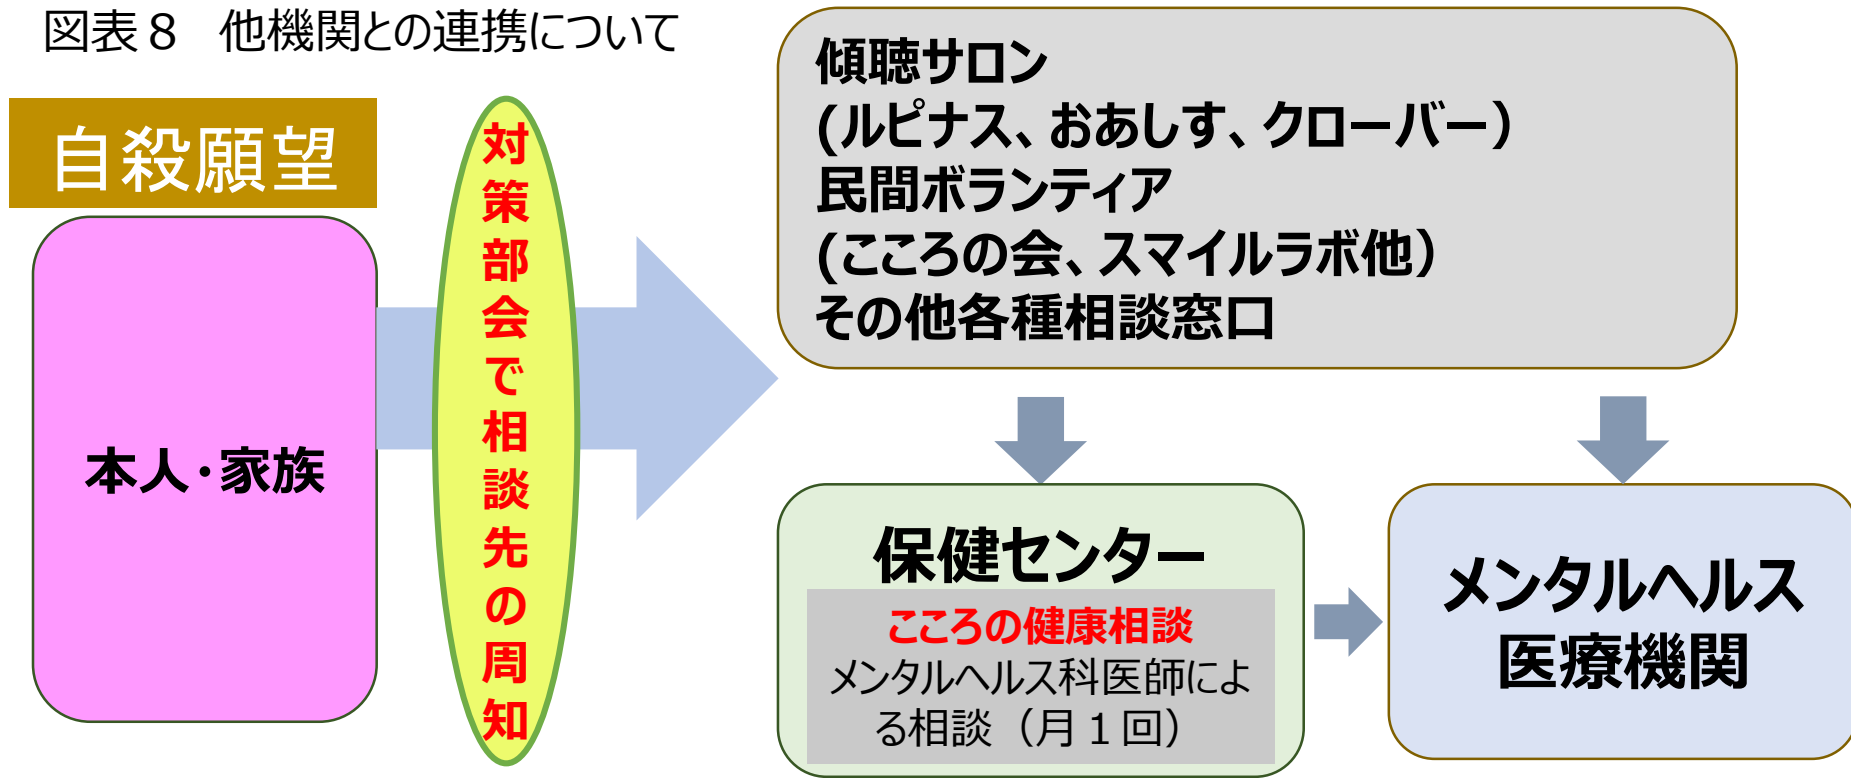 図表８　他機関との連携について
自殺願望
本人・家族
対策部会で相談先の周知
傾聴サロン
(ルピナス、おあしす、クローバー）
民間ボランティア
(こころの会、スマイルラボ他）
その他各種相談窓口
保健センター
こころの健康相談
メンタルヘルス科医師によ
る相談（月１回）
メンタルヘルス
医療機関